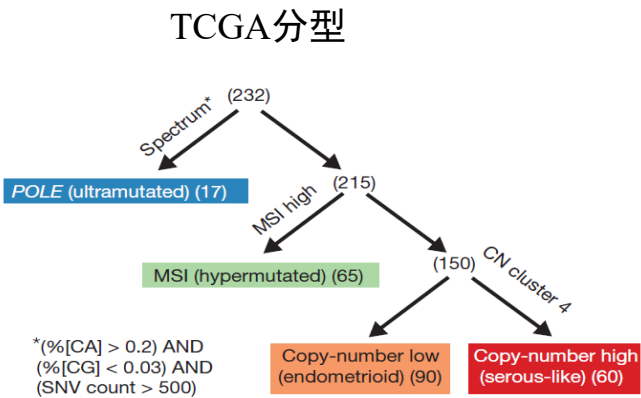 TCGA分型
(232)
Spectrum*
POLE (ultramutated) (17)
(215)
MSI high
MSI (hypermutated) (65)
(150)
CN cluster 4
Copy-number low
(endometrioid) (90)
Copy-number high
(serous-like) (60)
*(%[CA] > 0.2) AND
(%[CG] < 0.03) AND
(SNV count > 500)